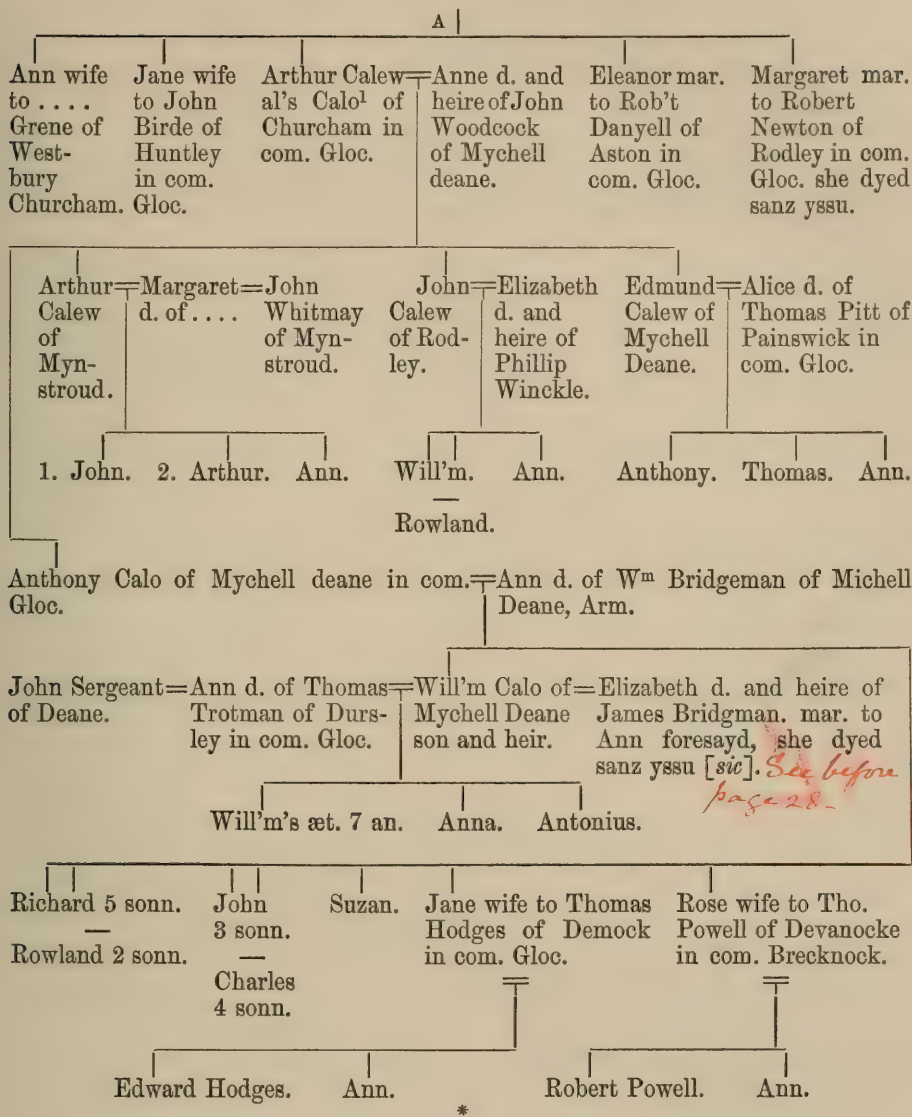 A
Ann wife
to . . . .
Grene of
West-
bury
Churcham.
Jane wife
to John
Birde of
Huntley
in com.
Gloc.
Arthur Calew
al's Calo¹ of
Churcham in
com. Gloc.
Anne d. and
heire of John
Woodcock
of Mychell
deane.
Eleanor mar.
to Rob't
Danyell of
Aston in
com. Gloc.
Margaret mar.
to Robert
Newton of
Rodley in com.
Gloc. she dyed
sanz yssu.
Arthur
Calew
of
Myn-
stroud.
Margaret
d. of . . . .
John
Whitmay
of Myn-
stroud.
John
Calew
of Rod-
ley.
Elizabeth
d. and
heire of
Phillip
Winckle.
Edmund
Calew of
Mychell
Deane.
Alice d. of
Thomas Pitt of
Painswick in
com. Gloc.
1. John. 2. Arthur. Ann.
Will'm. Ann.
Rowland.
Anthony. Thomas. Ann.
Anthony Calo of Mychell deane in com.
Gloc.
Ann d. of Wᵐ Bridgeman of Michell
Deane, Arm.
John Sergeant
of Deane.
Ann d. of Thomas
Trotman of Durs-
ley in com. Gloc.
Will'm Calo of
Mychell Deane
son and heir.
Elizabeth d. and heire of
James Bridgman. mar. to
Ann foresayd, she dyed
sanz yssu [sic]. See before
page 28-
Will'm's æt. 7 an. Anna. Antonius.
Richard 5 sonn.
—
Rowland 2 sonn.
John
3 sonn.
—
Charles
4 sonn.
Suzan.
Jane wife to Thomas
Hodges of Demock
in com. Gloc.
Rose wife to Tho.
Powell of Devanocke
in com. Brecknock.
Edward Hodges. Ann.
Robert Powell. Ann.
*